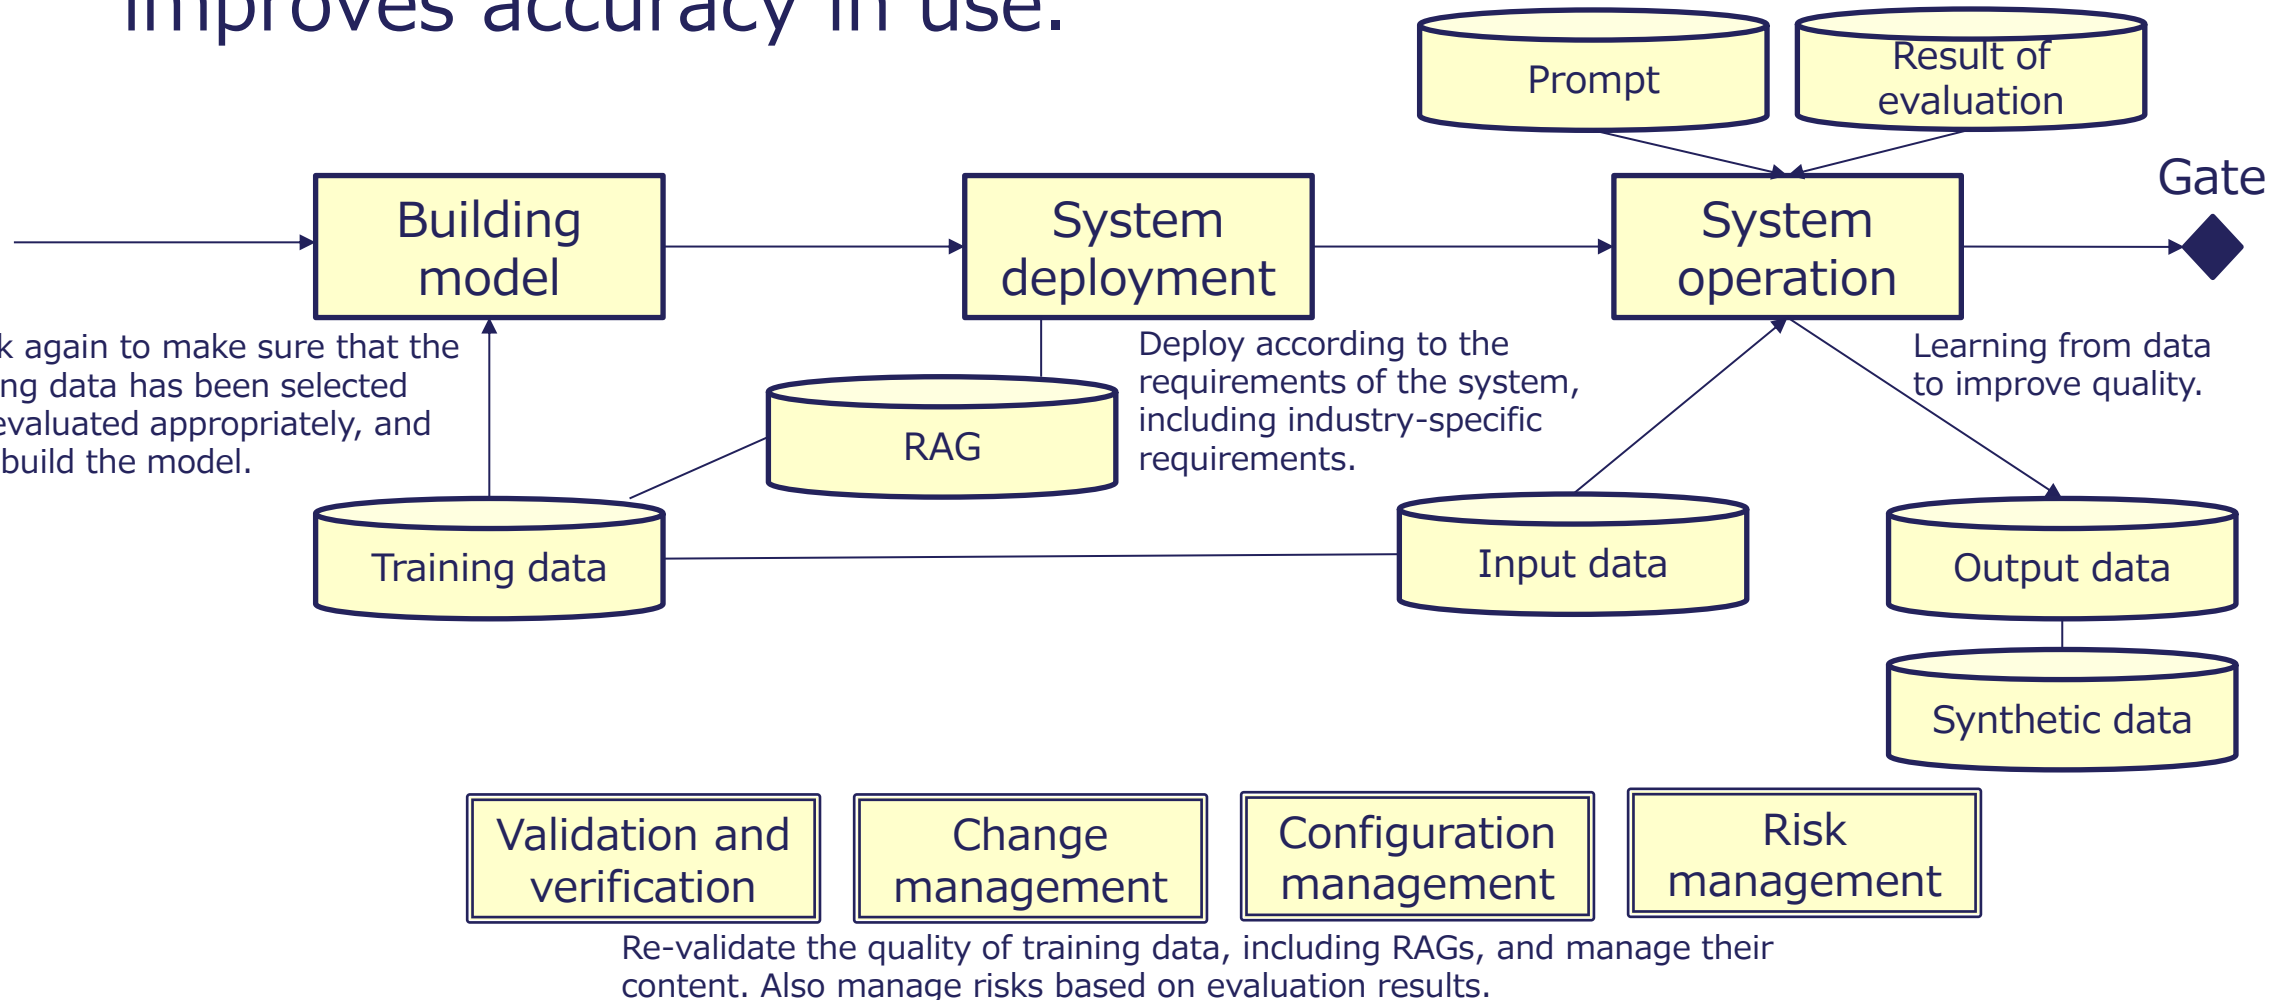 improves accuracy in use.
Prompt
Result of
evaluation
Gate
Building
model
System
deployment
System
operation
again to make sure that the
data has been selected
evaluated appropriately, and
build the model.
Deploy according to the
requirements of the system,
including industry-specific
requirements.
Learning from data
to improve quality.
RAG
Training data
Input data
Output data
Synthetic data
Validation and
verification
Change
management
Configuration
management
Risk
management
Re-validate the quality of training data, including RAGs, and manage their
content. Also manage risks based on evaluation results.